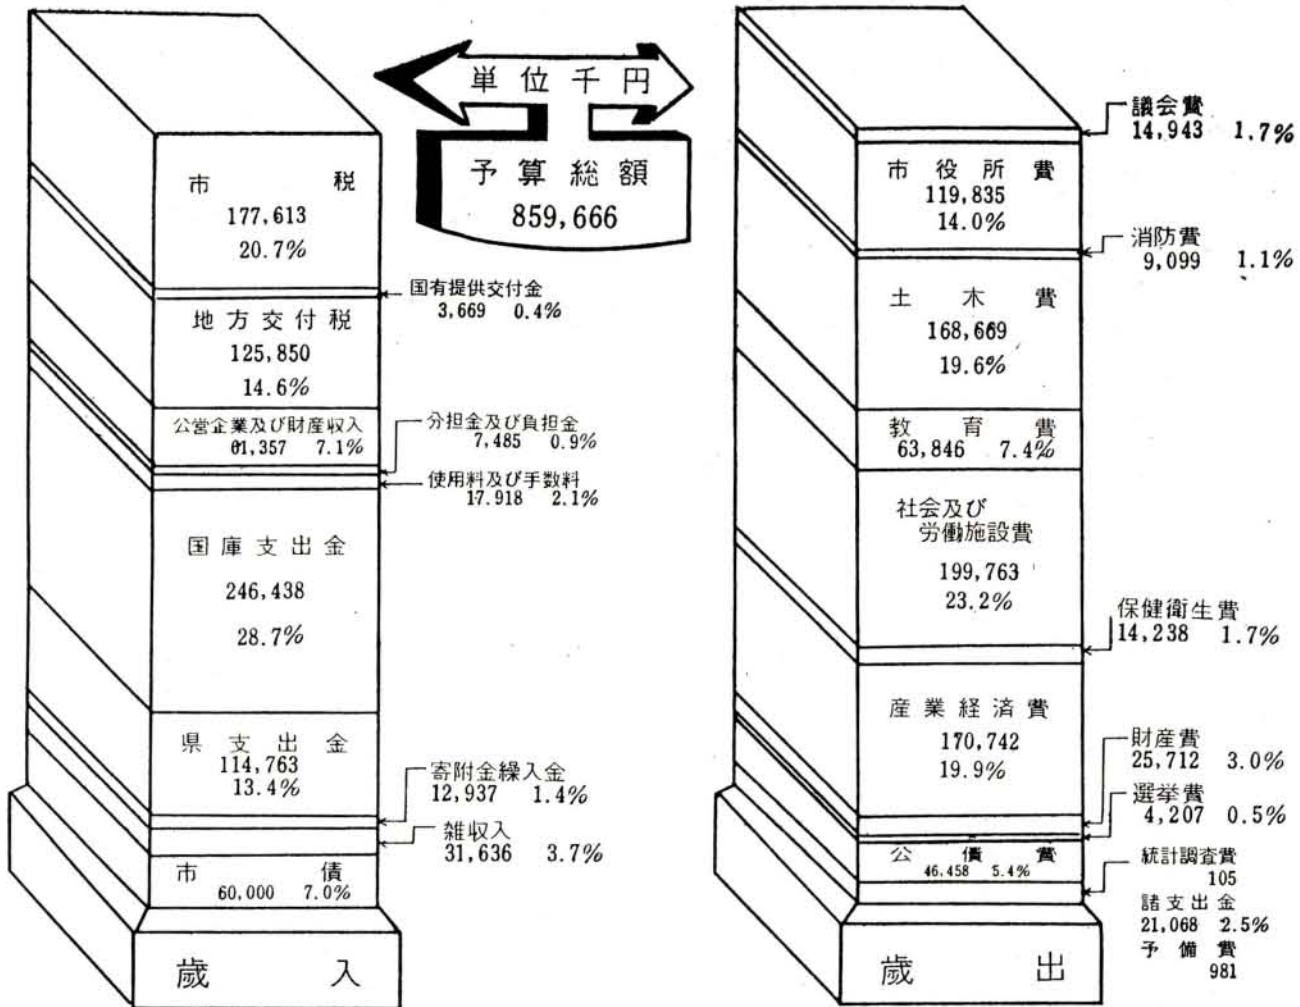 単位千円
予算総額
859,666
市税
177,613
20.7%
国有提供交付金
3,669 0.4%
地方交付税
125,850
14.6%
公営企業及び財産収入
61,357 7.1%
分担金及び負担金
7,485 0.9%
使用料及び手数料
17.918 2.1%
国庫支出金
246,438
28.7%
県支出金
114,763
13.4%
寄附金繰入金
12,937 1.4%
雑収入
31,636 3.7%
市債
60,000 7.0%
歳入
議会費
14,943 1.7%
市役所費
119,835
14.0%
消防費
9,099 1.1%
土木費
168,669
19.6%
教育費
63,846 7.4%
社会及び
労働施設費
199,763
23.2%
保健衛生費
14,238 1.7%
産業経済費
170,742
19.9%
財産費
25,712 3.0%
選挙費
4,207 0.5%
公債費
46,458 5.4%
統計調査費
105
諸支出金
21,068 2.5%
予備費
981
歳出